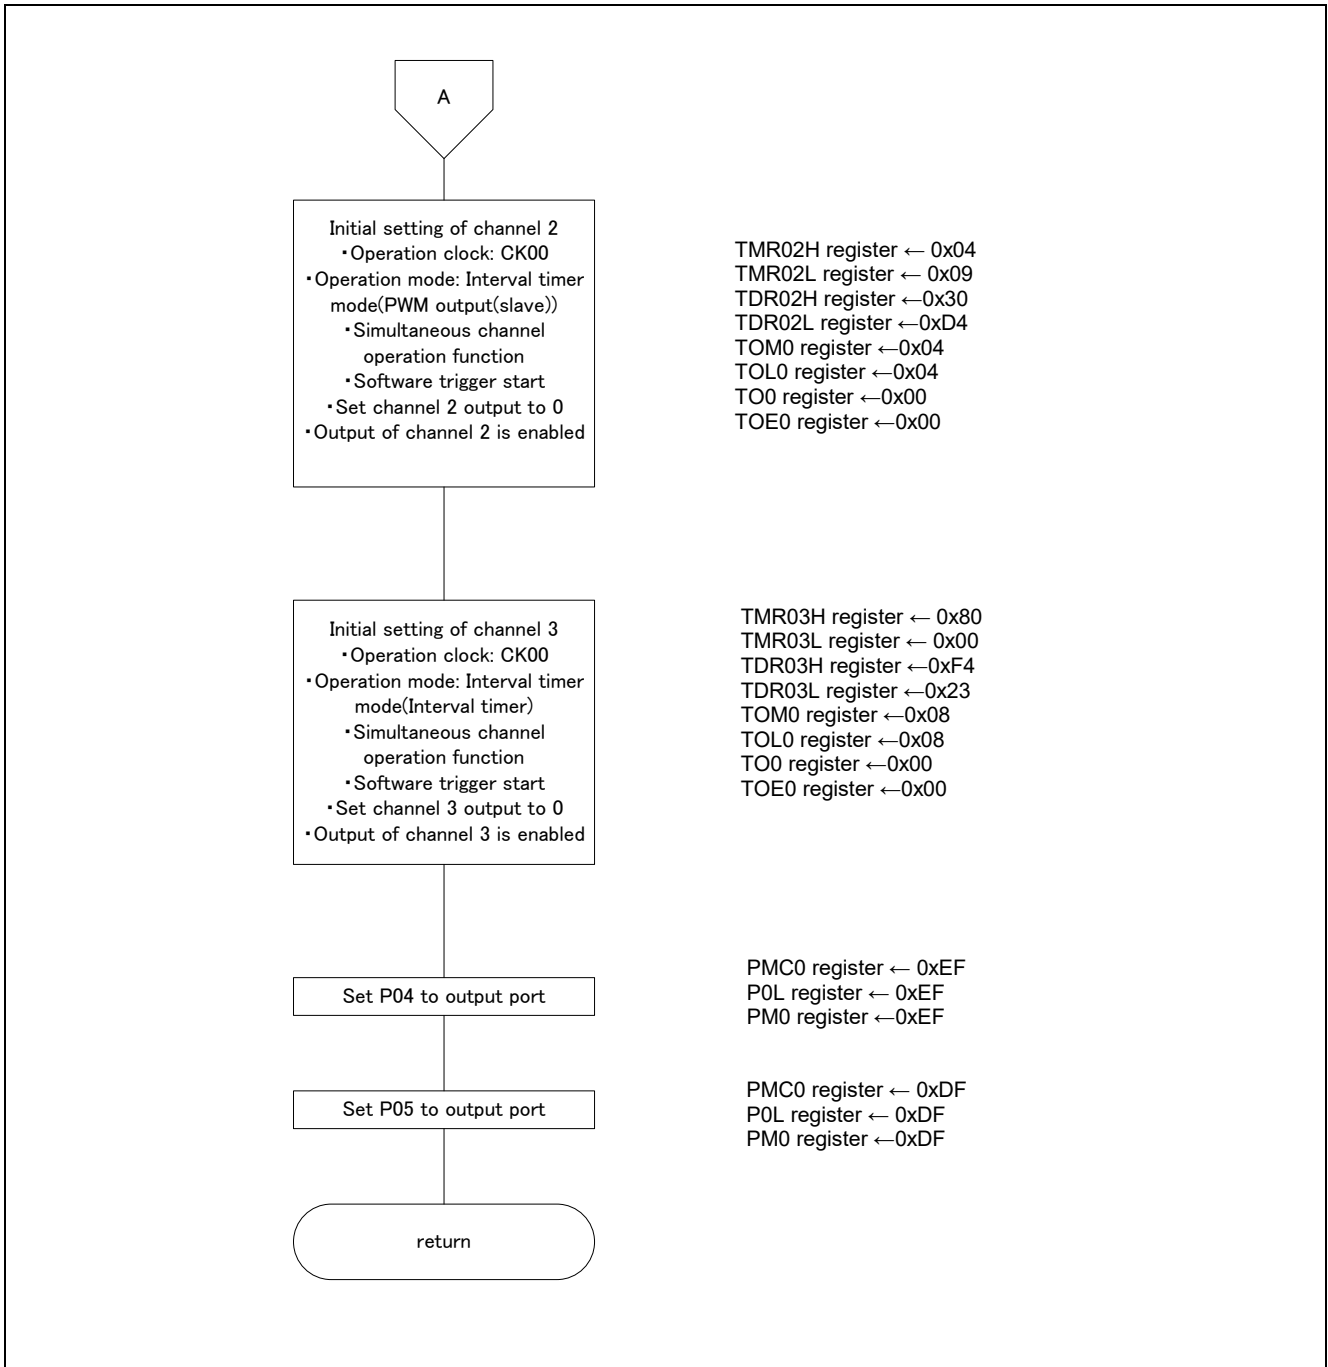 A
Initial setting of channel 2
・Operation clock: CK00
・Operation mode: Interval timer
mode(PWM output(slave))
・Simultaneous channel
operation function
・Software trigger start
・Set channel 2 output to 0
・Output of channel 2 is enabled
TMR02H register ← 0x04
TMR02L register ← 0x09
TDR02H register ←0x30
TDR02L register ←0xD4
TOM0 register ←0x04
TOL0 register ←0x04
TO0 register ←0x00
TOE0 register ←0x00
Initial setting of channel 3
・Operation clock: CK00
・Operation mode: Interval timer
mode(Interval timer)
・Simultaneous channel
operation function
・Software trigger start
・Set channel 3 output to 0
・Output of channel 3 is enabled
TMR03H register ← 0x80
TMR03L register ← 0x00
TDR03H register ←0xF4
TDR03L register ←0x23
TOM0 register ←0x08
TOL0 register ←0x08
TO0 register ←0x00
TOE0 register ←0x00
Set P04 to output port
PMC0 register ← 0xEF
P0L register ← 0xEF
PM0 register ←0xEF
Set P05 to output port
PMC0 register ← 0xDF
P0L register ← 0xDF
PM0 register ←0xDF
return